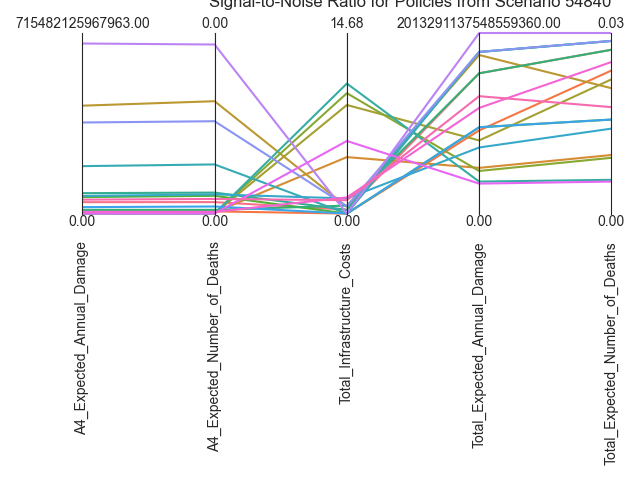 Signal-to-Noise Ratio for Policies from Scenario 54840
715482125967963.00 0.00 14.68 2013291137548559360.00 0.03
0.00 0.00 0.00 0.00 0.00
A4_Expected_Annual_Damage
A4_Expected_Number_of_Deaths
Total_Infrastructure_Costs
Total_Expected_Annual_Damage
Total_Expected_Number_of_Deaths